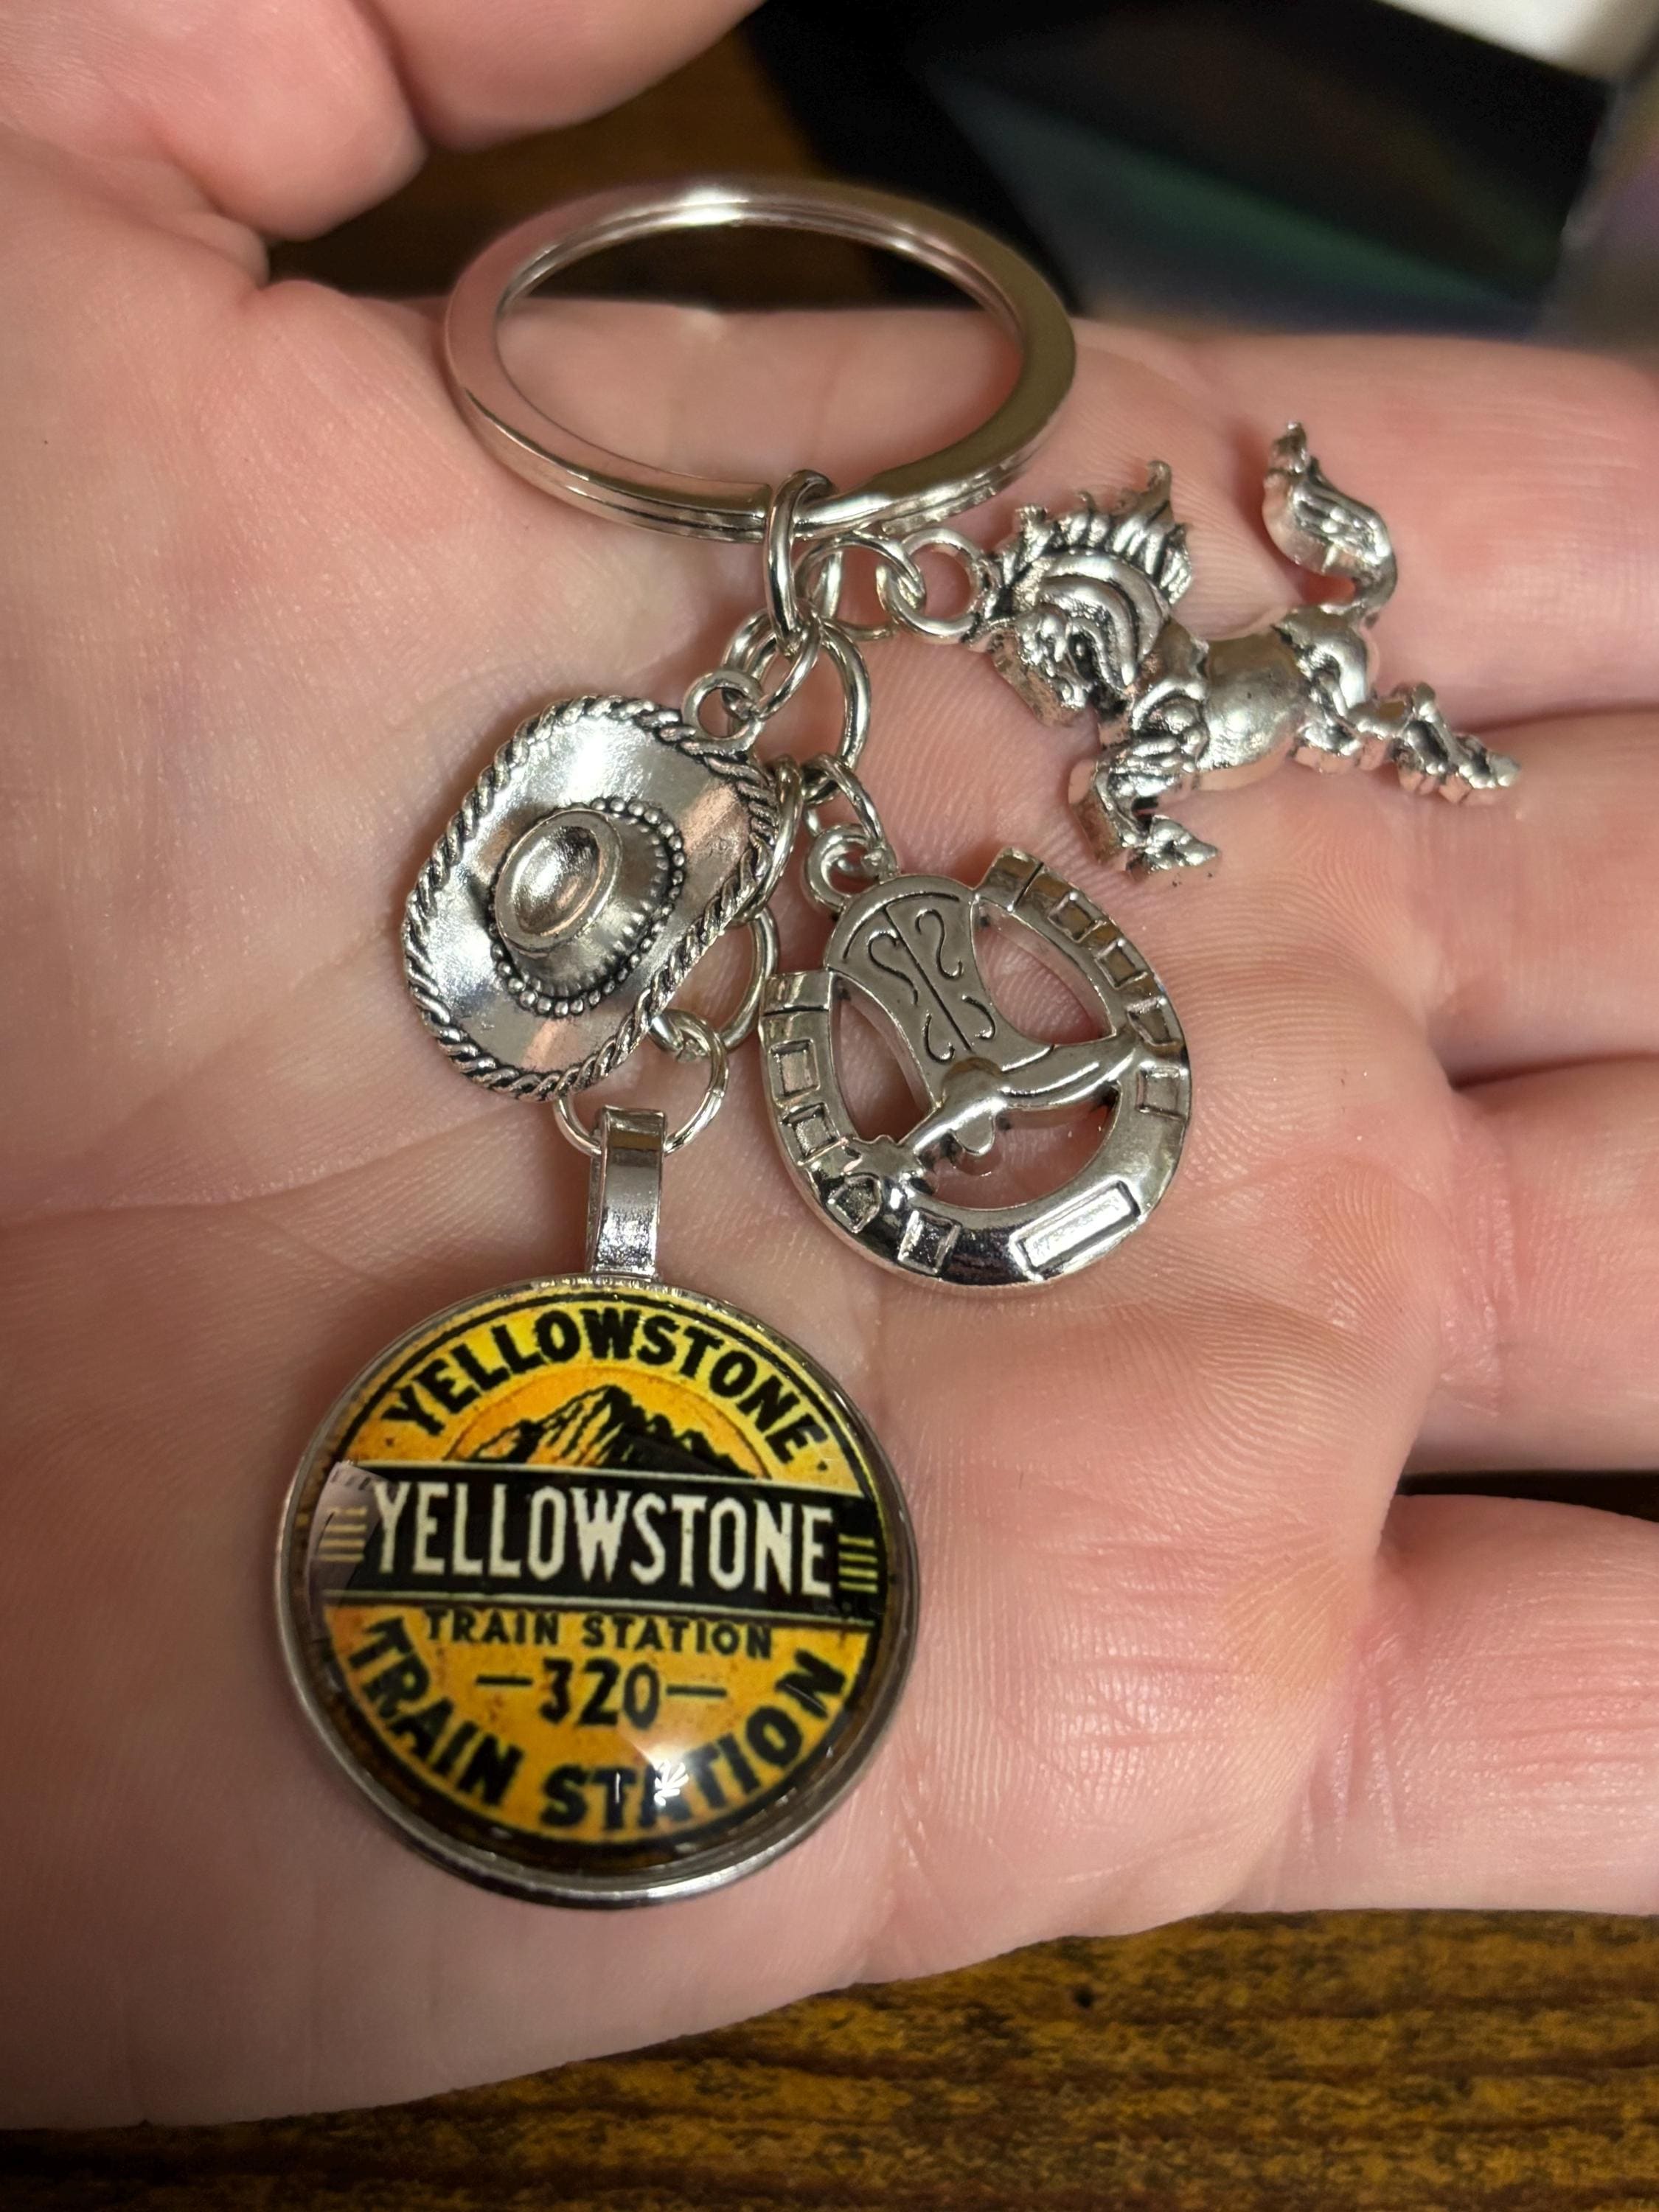 YELLOWSTONE
YELLOWSTONE
TRAIN STATION
—320—
TRAIN STATION